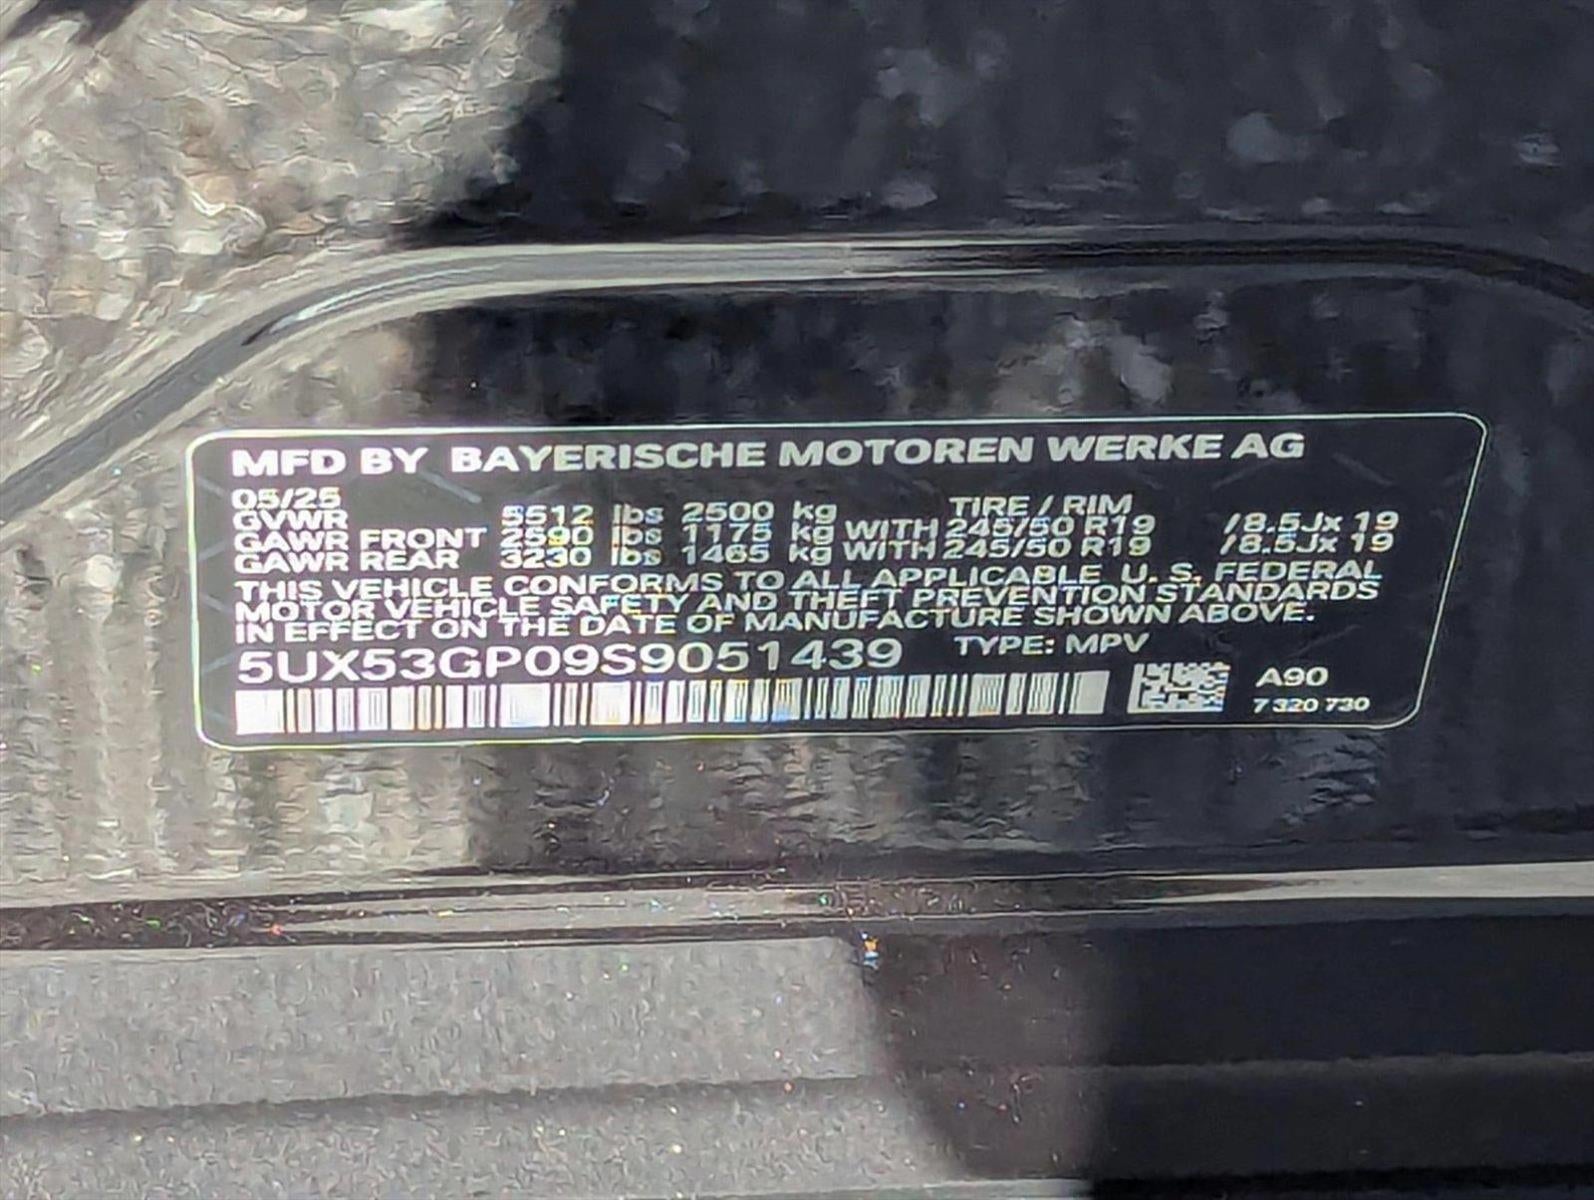 MFD BY BAYERISCHE MOTOREN WERKE AG
05/25 TIRE / RIM
GVWR 5512 lbs 2500 kg
GAWR FRONT 2590 lbs 1175 kg WITH 245/50 R19 /8.5Jx 19
GAWR REAR 3230 lbs 1465 kg WITH 245/50 R19 /8.5Jx 19
THIS VEHICLE CONFORMS TO ALL APPLICABLE U. S. FEDERAL
MOTOR VEHICLE SAFETY AND THEFT PREVENTION STANDARDS
IN EFFECT ON THE DATE OF MANUFACTURE SHOWN ABOVE.
5UX53GP09S9051439 TYPE: MPV
A90
7 320 730